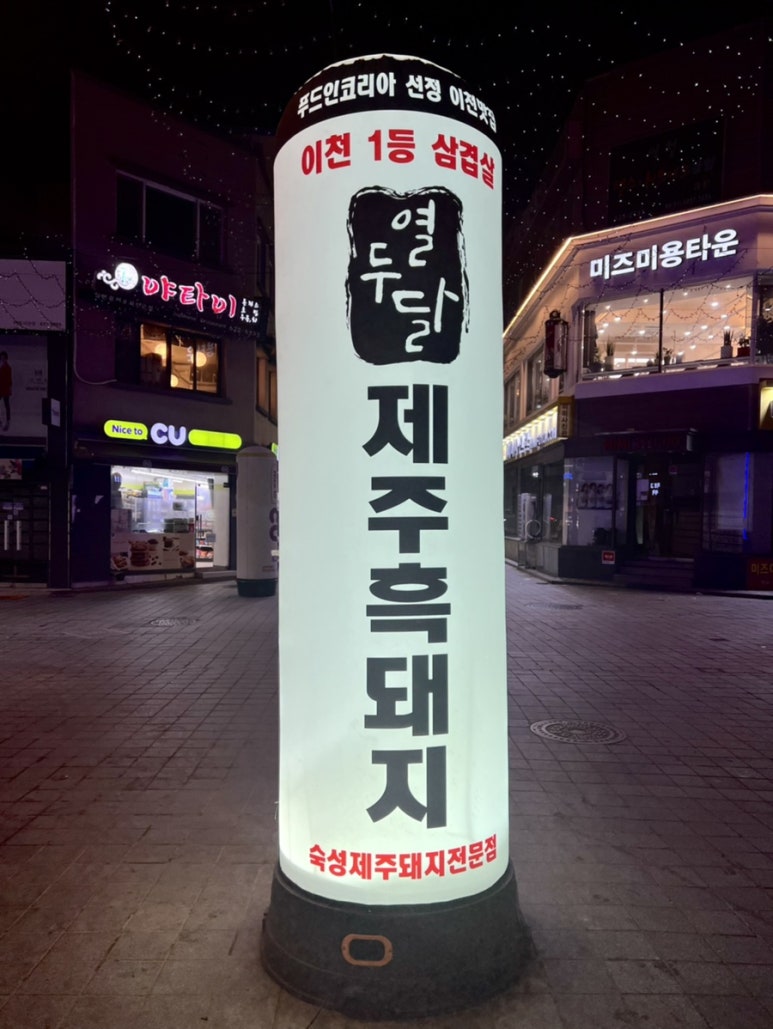 푸드인코리아 선정 이천맛집
이천 1등 삼겹살
열
두
달
제주흑돼지
숙성제주돼지전문점
야타이
Nice to CU
미즈미용타운